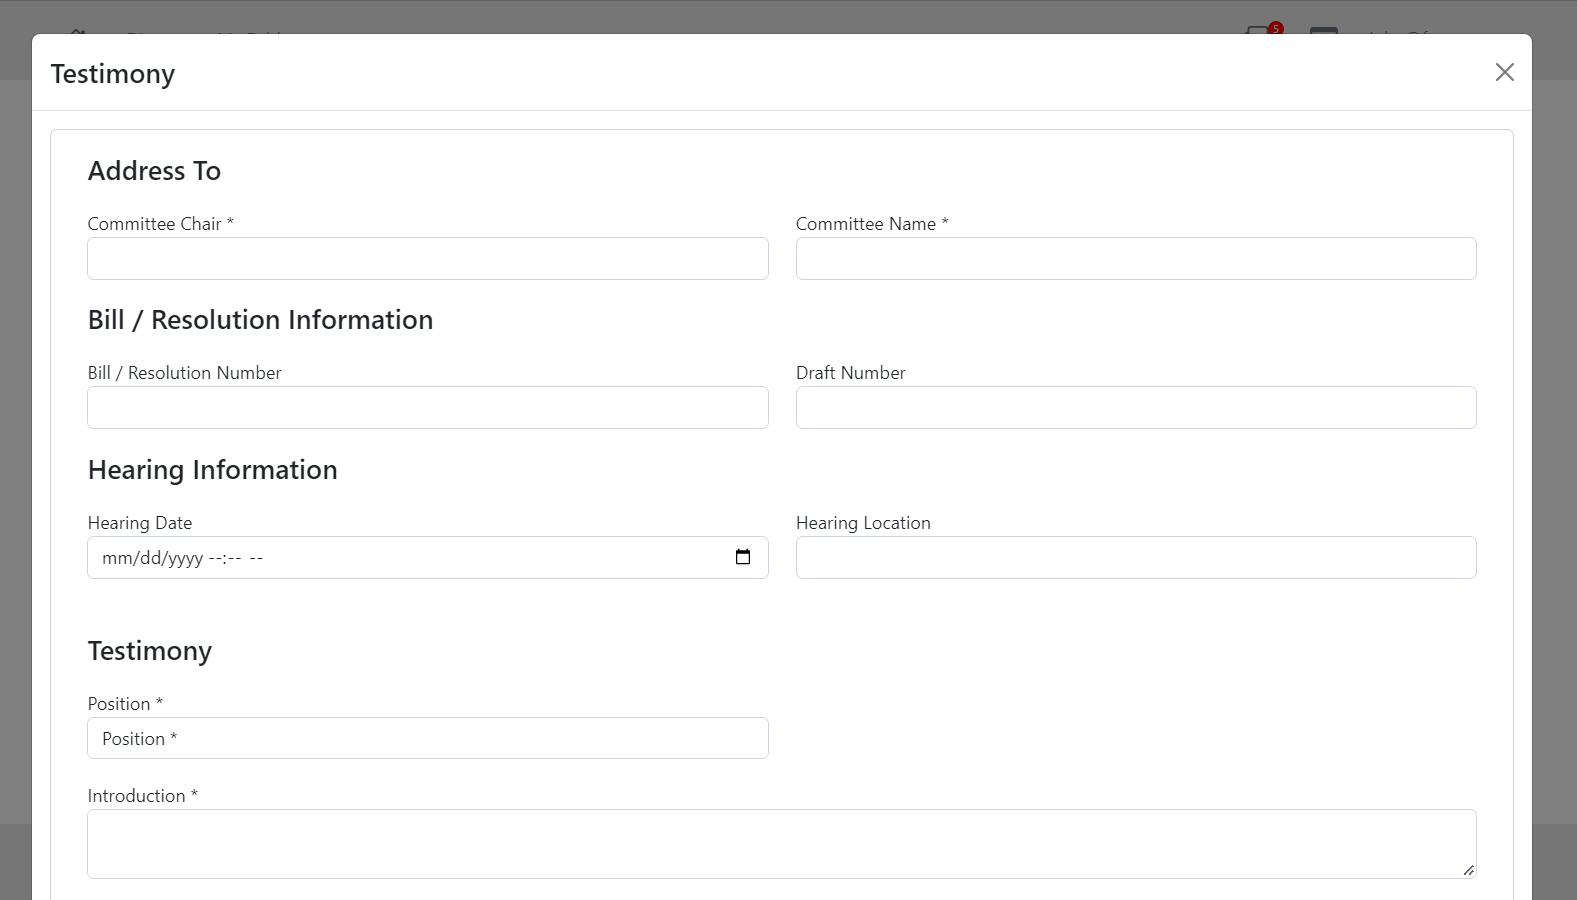 5
Testimony
Address To
Committee Chair *
Committee Name *
Bill / Resolution Information
Bill / Resolution Number
Draft Number
Hearing Information
Hearing Date
Hearing Location
mm/dd/yyyy --:-- --
Testimony
Position *
Position *
Introduction *